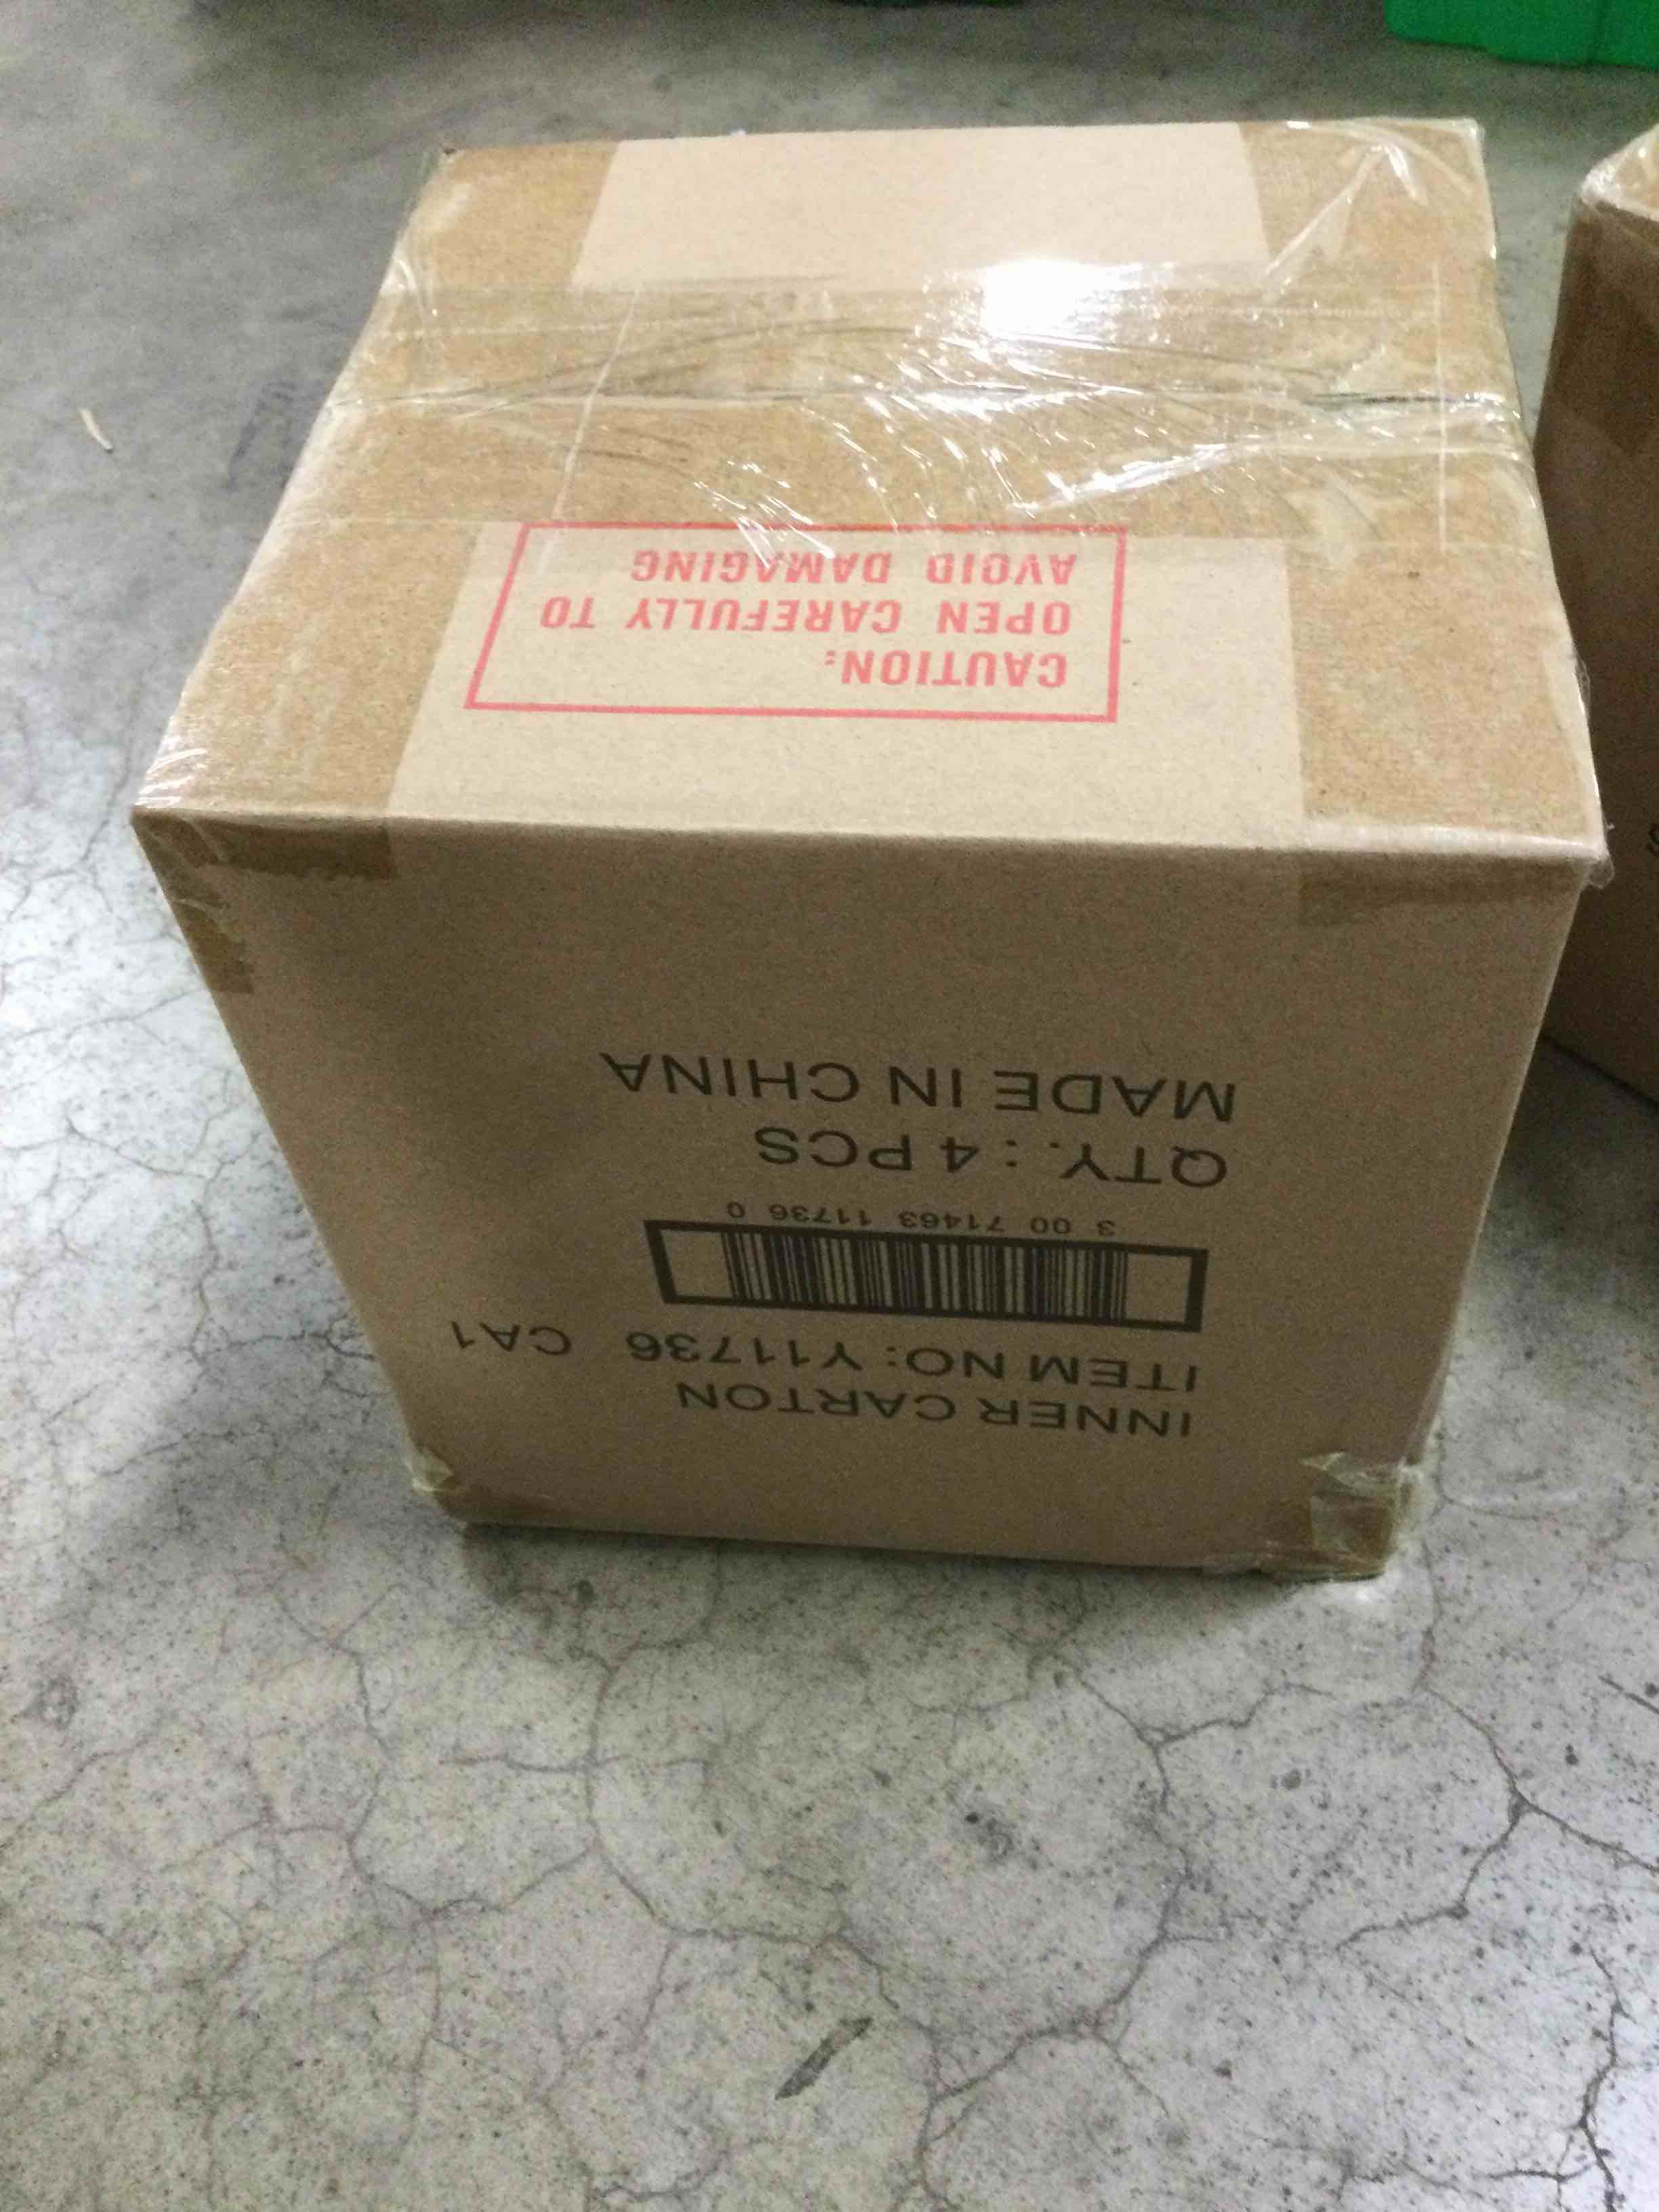 INNER CARTON
ITEM NO: Y11736 CA1
3 00 71463 11736 0
QTY.: 4 PCS
MADE IN CHINA
CAUTION:
OPEN CAREFULLY TO
AVOID DAMAGING